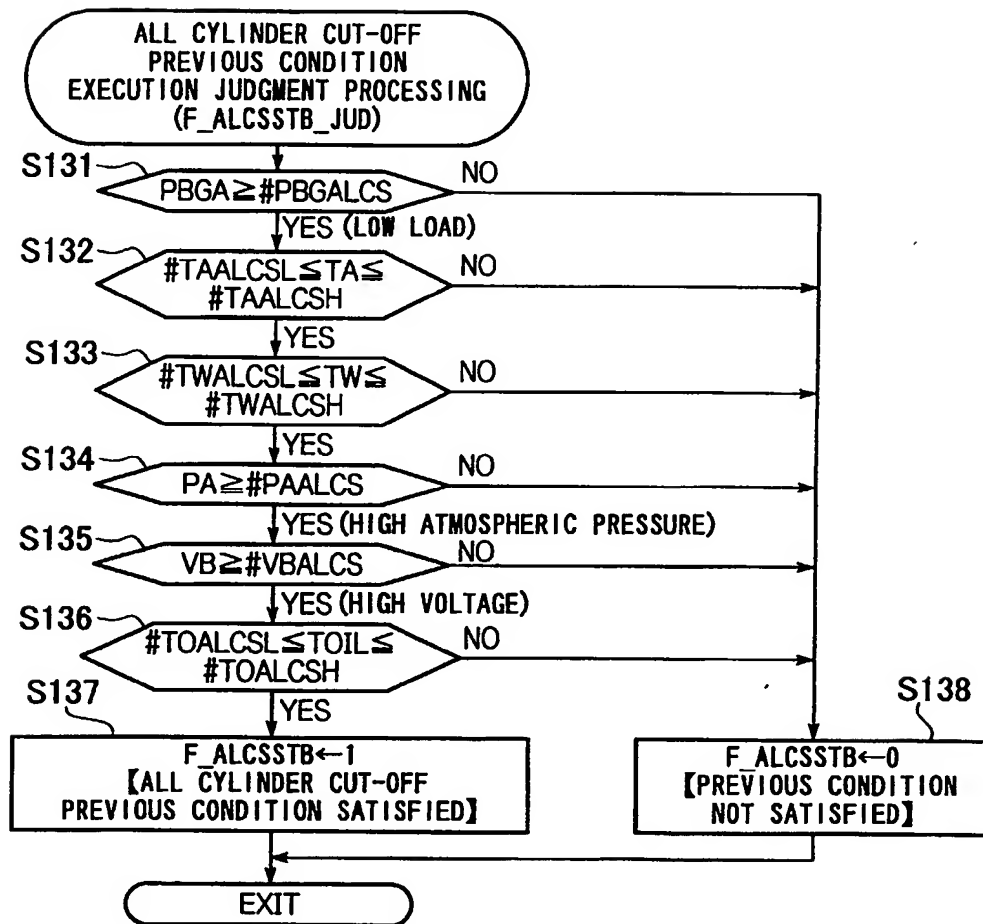 ALL CYLINDER CUT-OFF
PREVIOUS CONDITION
EXECUTION JUDGMENT PROCESSING
(F_ALCSSTB_JUD)
S131
PBGA≧#PBGALCS
NO
YES (LOW LOAD)
S132
#TAALCSL≦TA≦
#TAALCSH
NO
YES
S133
#TWALCSL≦TW≦
#TWALCSH
NO
YES
S134
PA≧#PAALCS
NO
YES (HIGH ATMOSPHERIC PRESSURE)
S135
VB≧#VBALCS
NO
YES (HIGH VOLTAGE)
S136
#TOALCSL≦TOIL≦
#TOALCSH
NO
YES
S137
F_ALCSSTB←1
【ALL CYLINDER CUT-OFF
PREVIOUS CONDITION SATISFIED】
S138
F_ALCSSTB←0
【PREVIOUS CONDITION
NOT SATISFIED】
EXIT